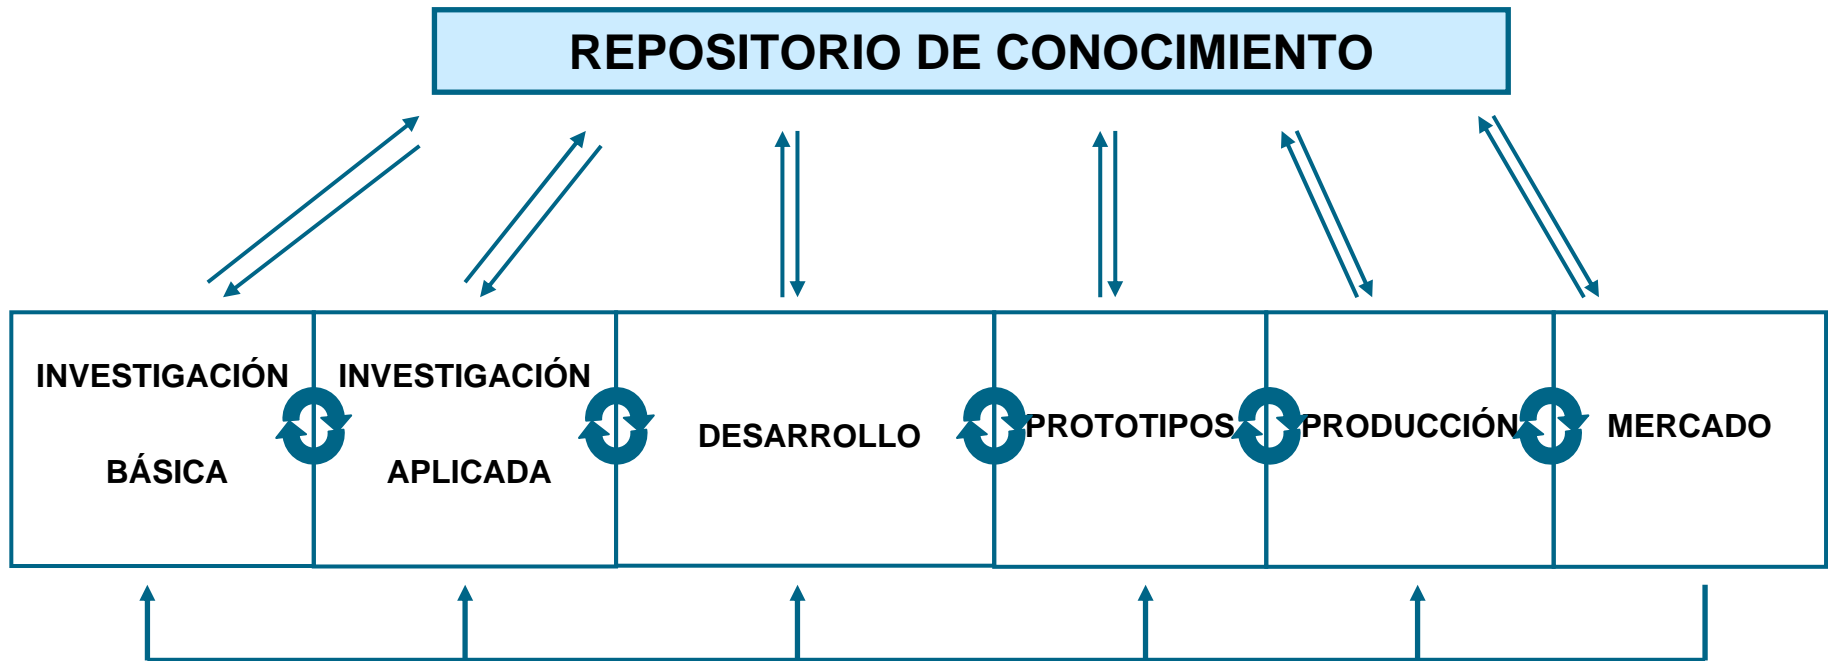 REPOSITORIO DE CONOCIMIENTO
INVESTIGACIÓN
BÁSICA
INVESTIGACIÓN
APLICADA
DESARROLLO
PROTOTIPOS
PRODUCCIÓN
MERCADO